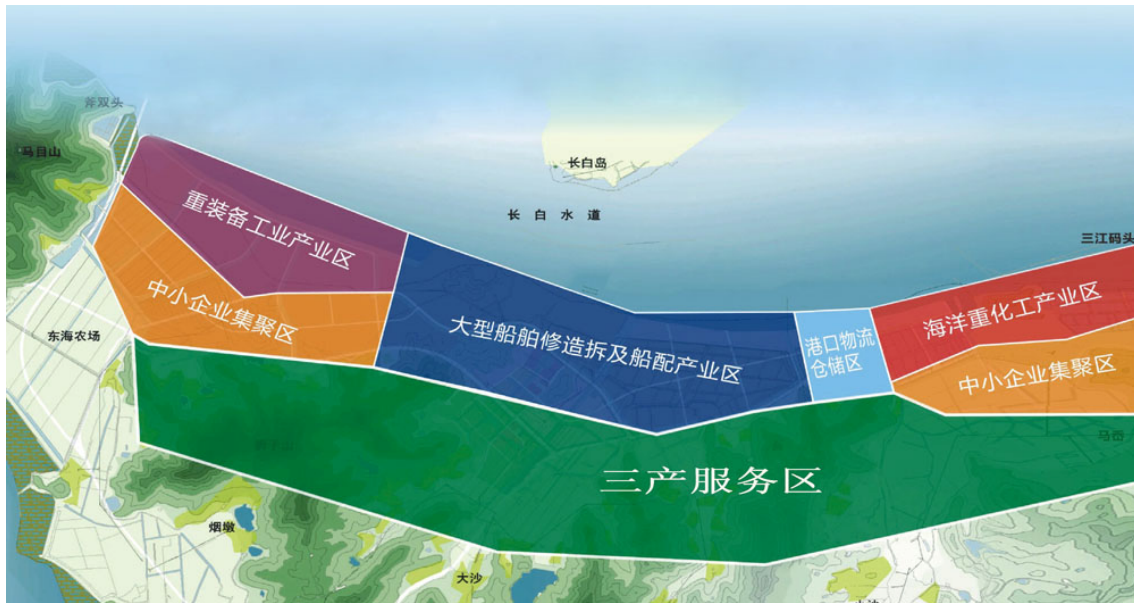 斧双头
马目山
长白岛
长白水道
重装备工业产业区
三江码头
中小企业集聚区
海洋重化工产业区
东海农场
大型船舶修造拆及船配产业区
港口物流
仓储区
中小企业集聚区
马岙
三产服务区
烟墩
大沙